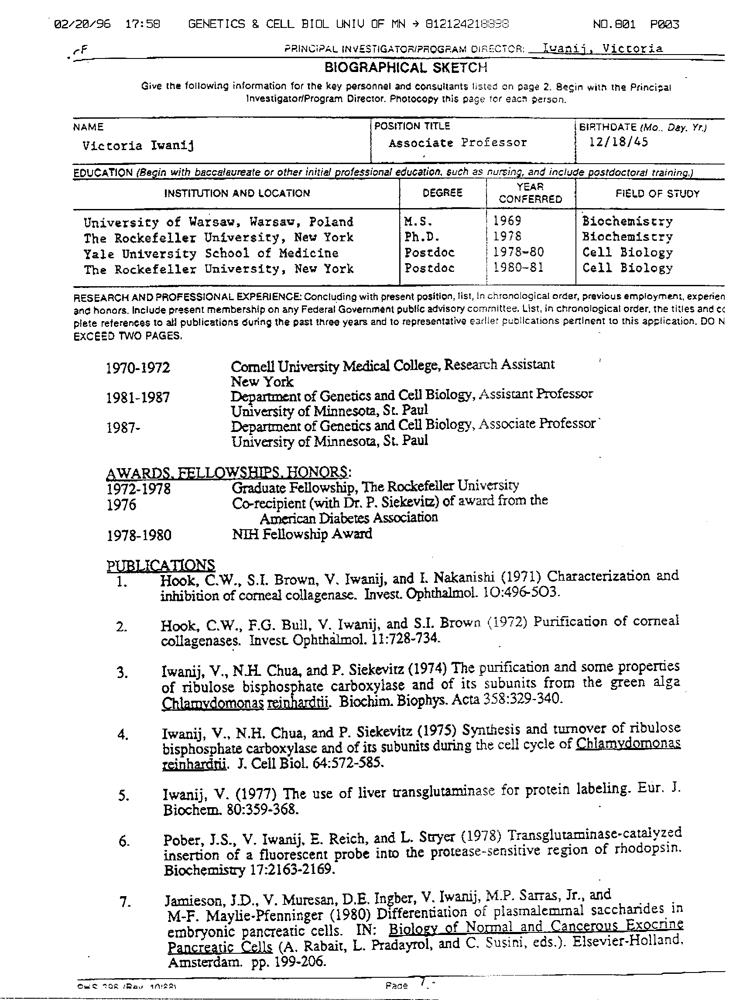 02/20/96 17:58 GENETICS & CELL BIOL UNIV OF MN → 812124218898 NO.801 P003
FF PRINCIPAL INVESTIGATOR/PROGRAM DIRECTOR: Iwanij, Victoria
BIOGRAPHICAL SKETCH
Give the following information for the key personnel and consultants listed on page 2. Begin with the Principal
Investigator/Program Director. Photocopy this page for each person.
NAME POSITION TITLE BIRTHDATE (Mo., Day, Yr.)
Victoria Iwanij Associate Professor 12/18/45
EDUCATION (Begin with baccalaureate or other initial professional education, such as nursing, and include postdoctoral training.)
INSTITUTION AND LOCATION DEGREE YEAR CONFERRED FIELD OF STUDY
University of Warsaw, Warsaw, Poland M.S. 1969 Biochemistry
The Rockefeller University, New York Ph.D. 1978 Biochemistry
Yale University School of Medicine Postdoc 1978-80 Cell Biology
The Rockefeller University, New York Postdoc 1980-81 Cell Biology
RESEARCH AND PROFESSIONAL EXPERIENCE: Concluding with present position, list, in chronological order, previous employment, experien
and honors. Include present membership on any Federal Government public advisory committee. List, in chronological order, the titles and co
plete references to all publications during the past three years and to representative earlier publications pertinent to this application. DO N
EXCEED TWO PAGES.
1970-1972 Cornell University Medical College, Research Assistant
New York
1981-1987 Department of Genetics and Cell Biology, Assistant Professor
University of Minnesota, St. Paul
1987- Department of Genetics and Cell Biology, Associate Professor
University of Minnesota, St. Paul
AWARDS, FELLOWSHIPS, HONORS:
1972-1978 Graduate Fellowship, The Rockefeller University
1976 Co-recipient (with Dr. P. Siekevitz) of award from the
American Diabetes Association
1978-1980 NIH Fellowship Award
PUBLICATIONS
1. Hook, C.W., S.I. Brown, V. Iwanij, and I. Nakanishi (1971) Characterization and
inhibition of corneal collagenase. Invest. Ophthalmol. 1O:496-5O3.
2. Hook, C.W., F.G. Bull, V. Iwanij, and S.I. Brown (1972) Purification of corneal
collagenases. Invest. Ophthalmol. 11:728-734.
3. Iwanij, V., N.H. Chua, and P. Siekevitz (1974) The purification and some properties
of ribulose bisphosphate carboxylase and of its subunits from the green alga
Chlamydomonas reinhardtii. Biochim. Biophys. Acta 358:329-340.
4. Iwanij, V., N.H. Chua, and P. Siekevitz (1975) Synthesis and turnover of ribulose
bisphosphate carboxylase and of its subunits during the cell cycle of Chlamydomonas
reinhardtii. J. Cell Biol. 64:572-585.
5. Iwanij, V. (1977) The use of liver transglutaminase for protein labeling. Eur. J.
Biochem. 80:359-368.
6. Pober, J.S., V. Iwanij, E. Reich, and L. Stryer (1978) Transglutaminase-catalyzed
insertion of a fluorescent probe into the protease-sensitive region of rhodopsin.
Biochemistry 17:2163-2169.
7. Jamieson, J.D., V. Muresan, D.E. Ingber, V. Iwanij, M.P. Sarras, Jr., and
M-F. Maylie-Pfenninger (1980) Differentiation of plasmalemmal saccharides in
embryonic pancreatic cells. IN: Biology of Normal and Cancerous Exocrine
Pancreatic Cells (A. Rabait, L. Pradayrol, and C. Susini, eds.). Elsevier-Holland,
Amsterdam. pp. 199-206.
PHS 398 (Rev. 10/88) Page 7